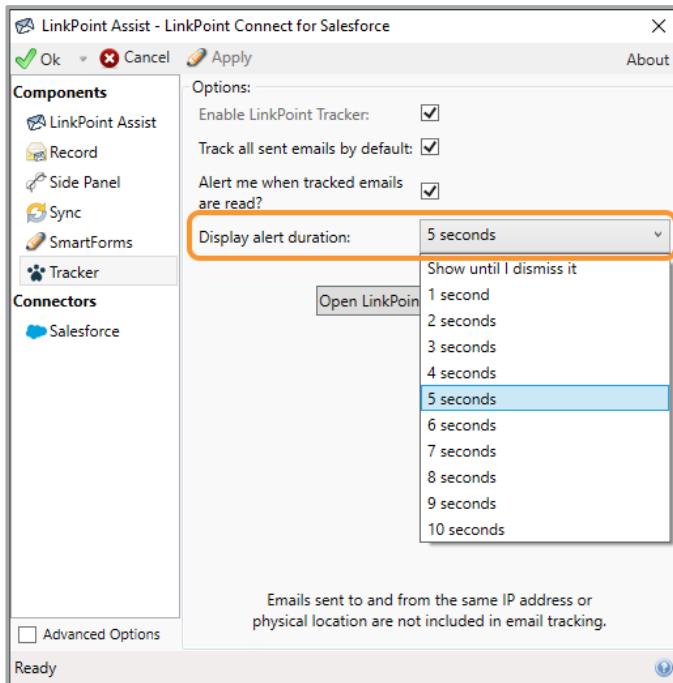 LinkPoint Assist - LinkPoint Connect for Salesforce
Ok Cancel Apply About
Components
LinkPoint Assist
Record
Side Panel
Sync
SmartForms
Tracker
Connectors
Salesforce
Advanced Options
Options:
Enable LinkPoint Tracker:
Track all sent emails by default:
Alert me when tracked emails
are read?
Display alert duration: 5 seconds
Show until I dismiss it
1 second
2 seconds
3 seconds
4 seconds
5 seconds
6 seconds
7 seconds
8 seconds
9 seconds
10 seconds
Open LinkPoin
Emails sent to and from the same IP address or
physical location are not included in email tracking.
Ready